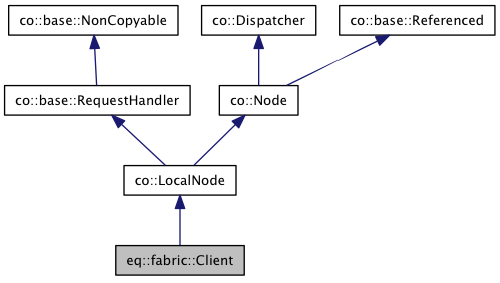 co::base::NonCopyable
co::Dispatcher
co::base::Referenced
co::base::RequestHandler
co::Node
co::LocalNode
eq::fabric::Client